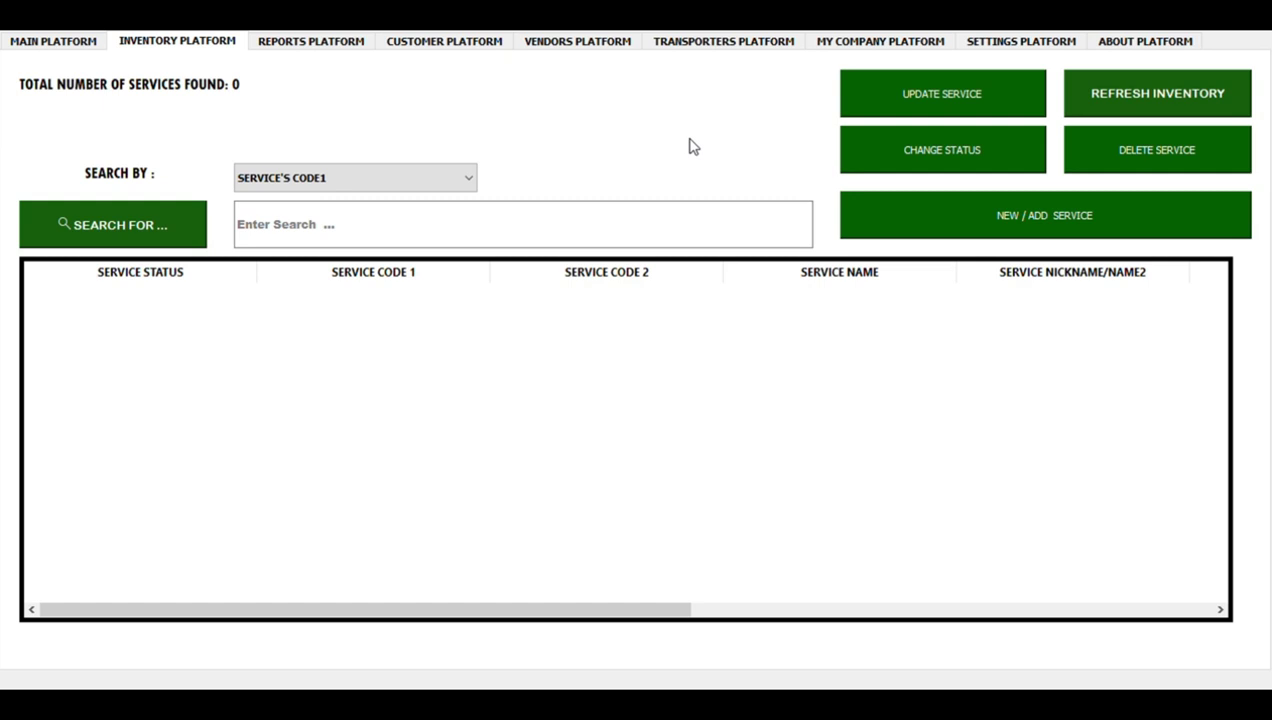 MAIN PLATFORM INVENTORY PLATFORM REPORTS PLATFORM CUSTOMER PLATFORM VENDORS PLATFORM TRANSPORTERS PLATFORM MY COMPANY PLATFORM SETTINGS PLATFORM ABOUT PLATFORM
TOTAL NUMBER OF SERVICES FOUND: 0
UPDATE SERVICE
REFRESH INVENTORY
CHANGE STATUS
DELETE SERVICE
SEARCH BY :
SERVICE'S CODE1
SEARCH FOR ...
Enter Search ...
NEW / ADD SERVICE
SERVICE STATUS SERVICE CODE 1 SERVICE CODE 2 SERVICE NAME SERVICE NICKNAME/NAME2